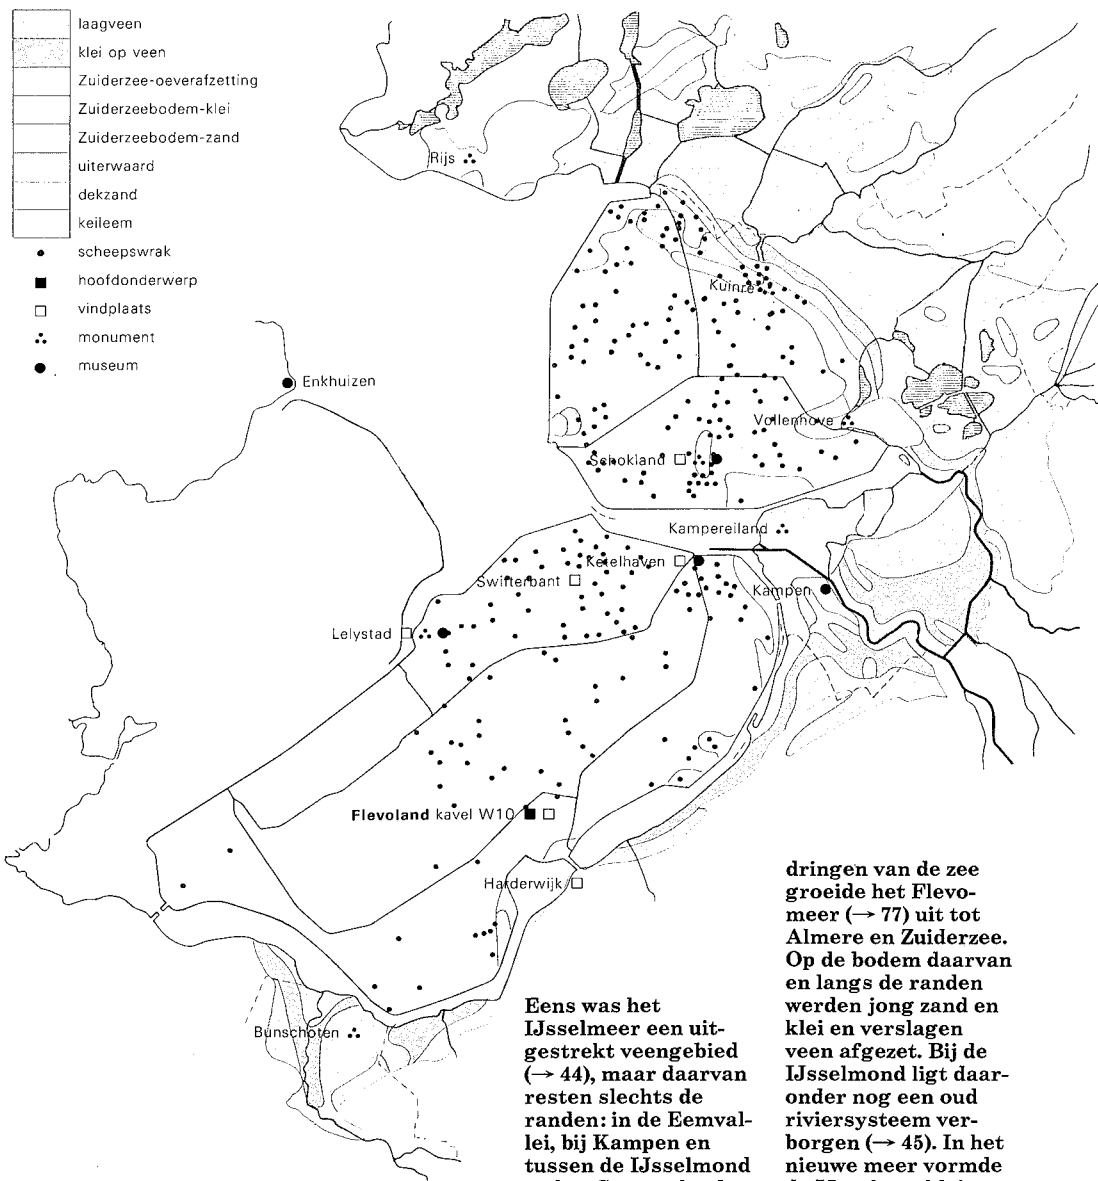 laagveen
klei op veen
Zuiderzee-oeverafzetting
Zuiderzeebodem-klei
Zuiderzeebodem-zand
uiterwaard
dekzand
keileem
scheepswrak
hoofdonderwerp
vindplaats
monument
museum
Rijs
Kuinre
Enkhuizen
Vollenhove
Schokland
Kampereiland
Ketelhaven
Swifterbant
Kampen
Lelystad
Flevoland kavel W10
Harderwijk
Bunschoten
Eens was het
IJsselmeer een uit-
gestrekt veengebied
(→ 44), maar daarvan
resten slechts de
randen: in de Eemval-
lei, bij Kampen en
tussen de IJsselmond
dringen van de zee
groeide het Flevo-
meer (→ 77) uit tot
Almere en Zuiderzee.
Op de bodem daarvan
en langs de randen
werden jong zand en
klei en verslagen
veen afgezet. Bij de
IJsselmond ligt daar-
onder nog een oud
riviersysteem ver-
borgen (→ 45). In het
nieuwe meer vormde